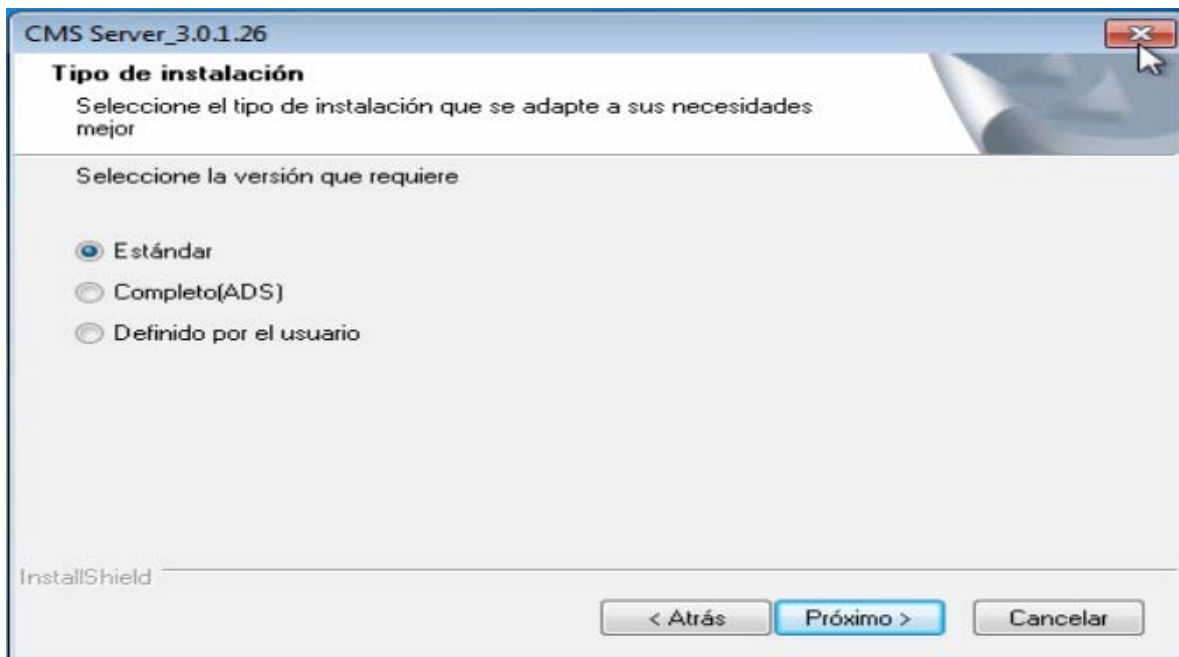 CMS Server_3.0.1.26
Tipo de instalación
Seleccione el tipo de instalación que se adapte a sus necesidades
mejor
Seleccione la versión que requiere
Estándar
Completo(ADS)
Definido por el usuario
InstallShield
< Atrás
Próximo >
Cancelar